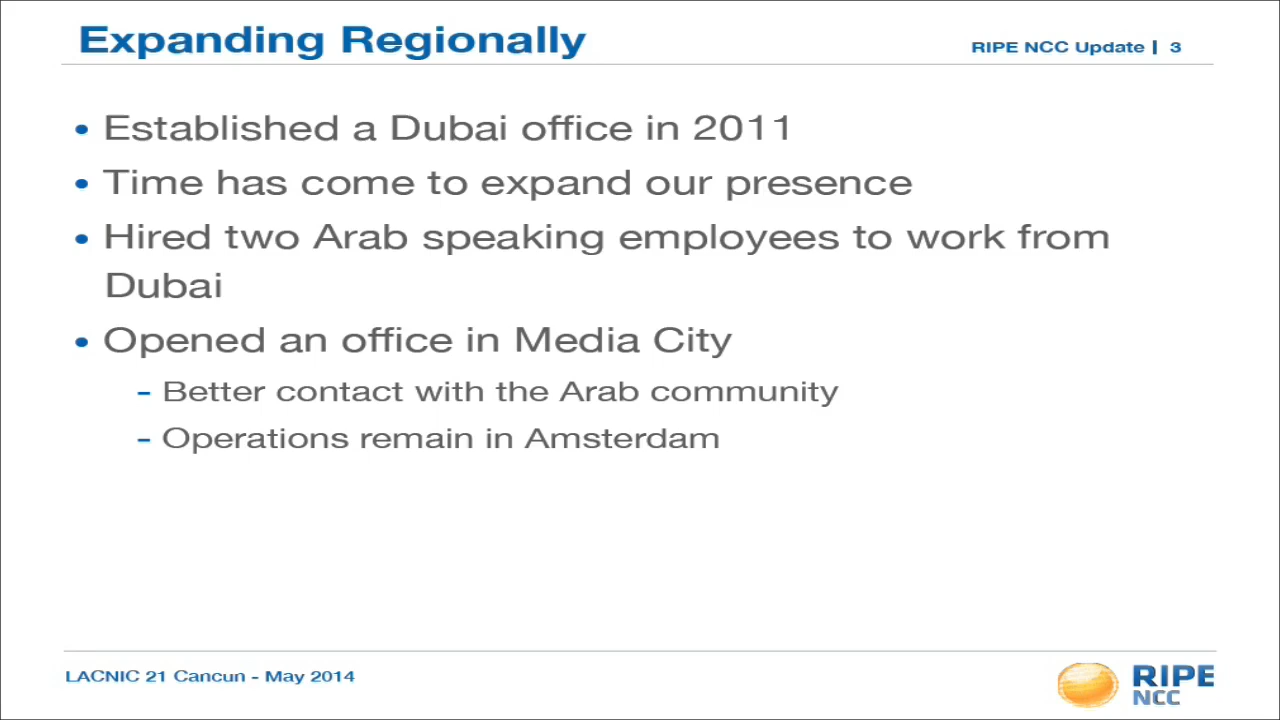 Expanding Regionally
RIPE NCC Update | 3
• Established a Dubai office in 2011
• Time has come to expand our presence
• Hired two Arab speaking employees to work from
Dubai
• Opened an office in Media City
- Better contact with the Arab community
- Operations remain in Amsterdam
LACNIC 21 Cancun - May 2014
RIPE
NCC